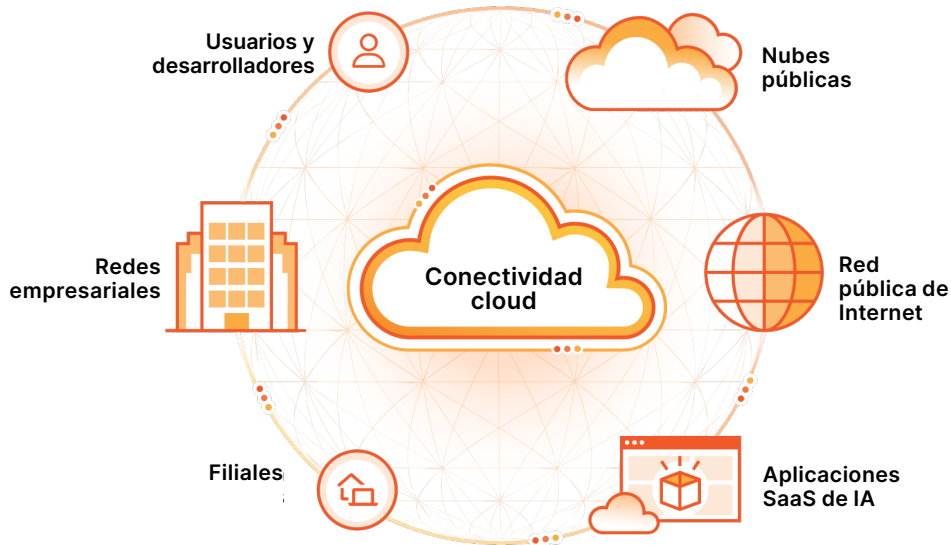 Usuarios y
desarrolladores
Nubes
públicas
Redes
empresariales
Conectividad
cloud
Red
pública de
Internet
Filiales
Aplicaciones
SaaS de IA